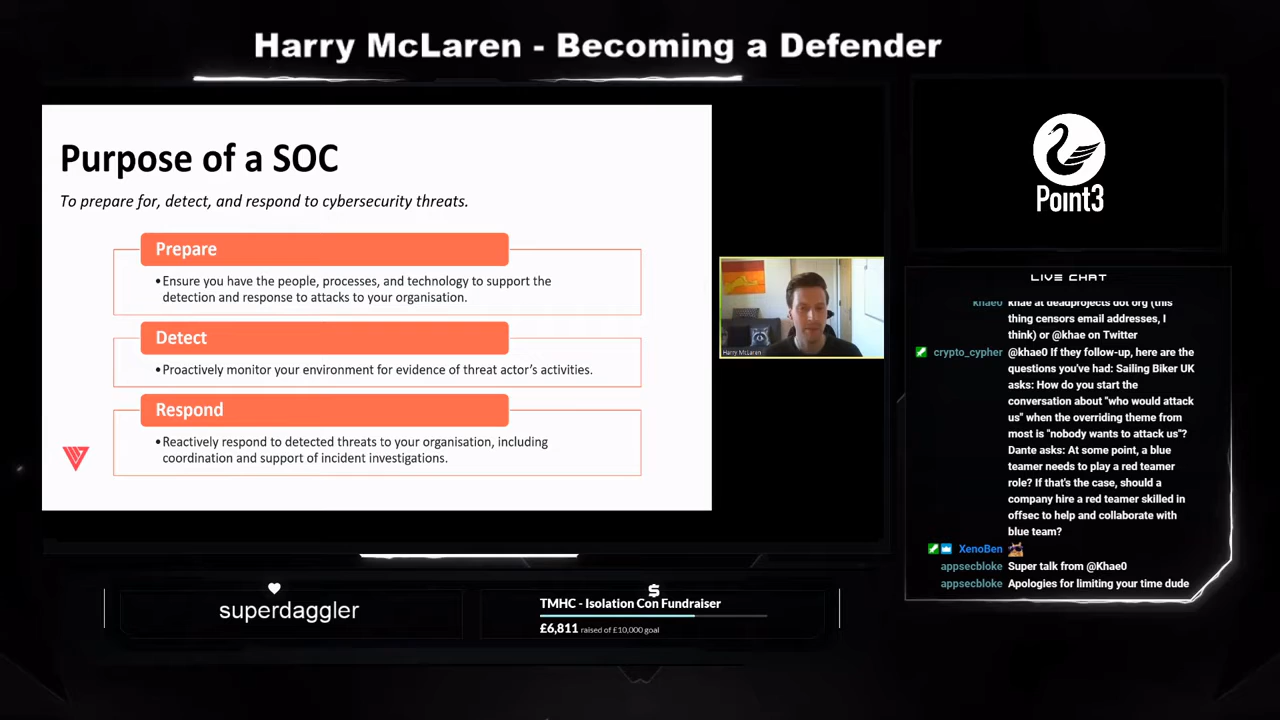 Harry McLaren - Becoming a Defender
Purpose of a SOC
To prepare for, detect, and respond to cybersecurity threats.
Prepare
•Ensure you have the people, processes, and technology to support the
detection and response to attacks to your organisation.
Detect
•Proactively monitor your environment for evidence of threat actor's activities.
Respond
•Reactively respond to detected threats to your organisation, including
coordination and support of incident investigations.
Harry McLaren
Point3
LIVE CHAT
khae0 khae at deadprojects dot org (this
thing censors email addresses, I
think) or @khae on Twitter
crypto_cypher @khae0 If they follow-up, here are the
questions you've had: Sailing Biker UK
asks: How do you start the
conversation about "who would attack
us" when the overriding theme from
most is "nobody wants to attack us"?
Dante asks: At some point, a blue
teamer needs to play a red teamer
role? If that's the case, should a
company hire a red teamer skilled in
offsec to help and collaborate with
blue team?
XenoBen
appsecbloke Super talk from @Khae0
appsecbloke Apologies for limiting your time dude
superdaggler
$
TMHC - Isolation Con Fundraiser
£6,811 raised of £10,000 goal